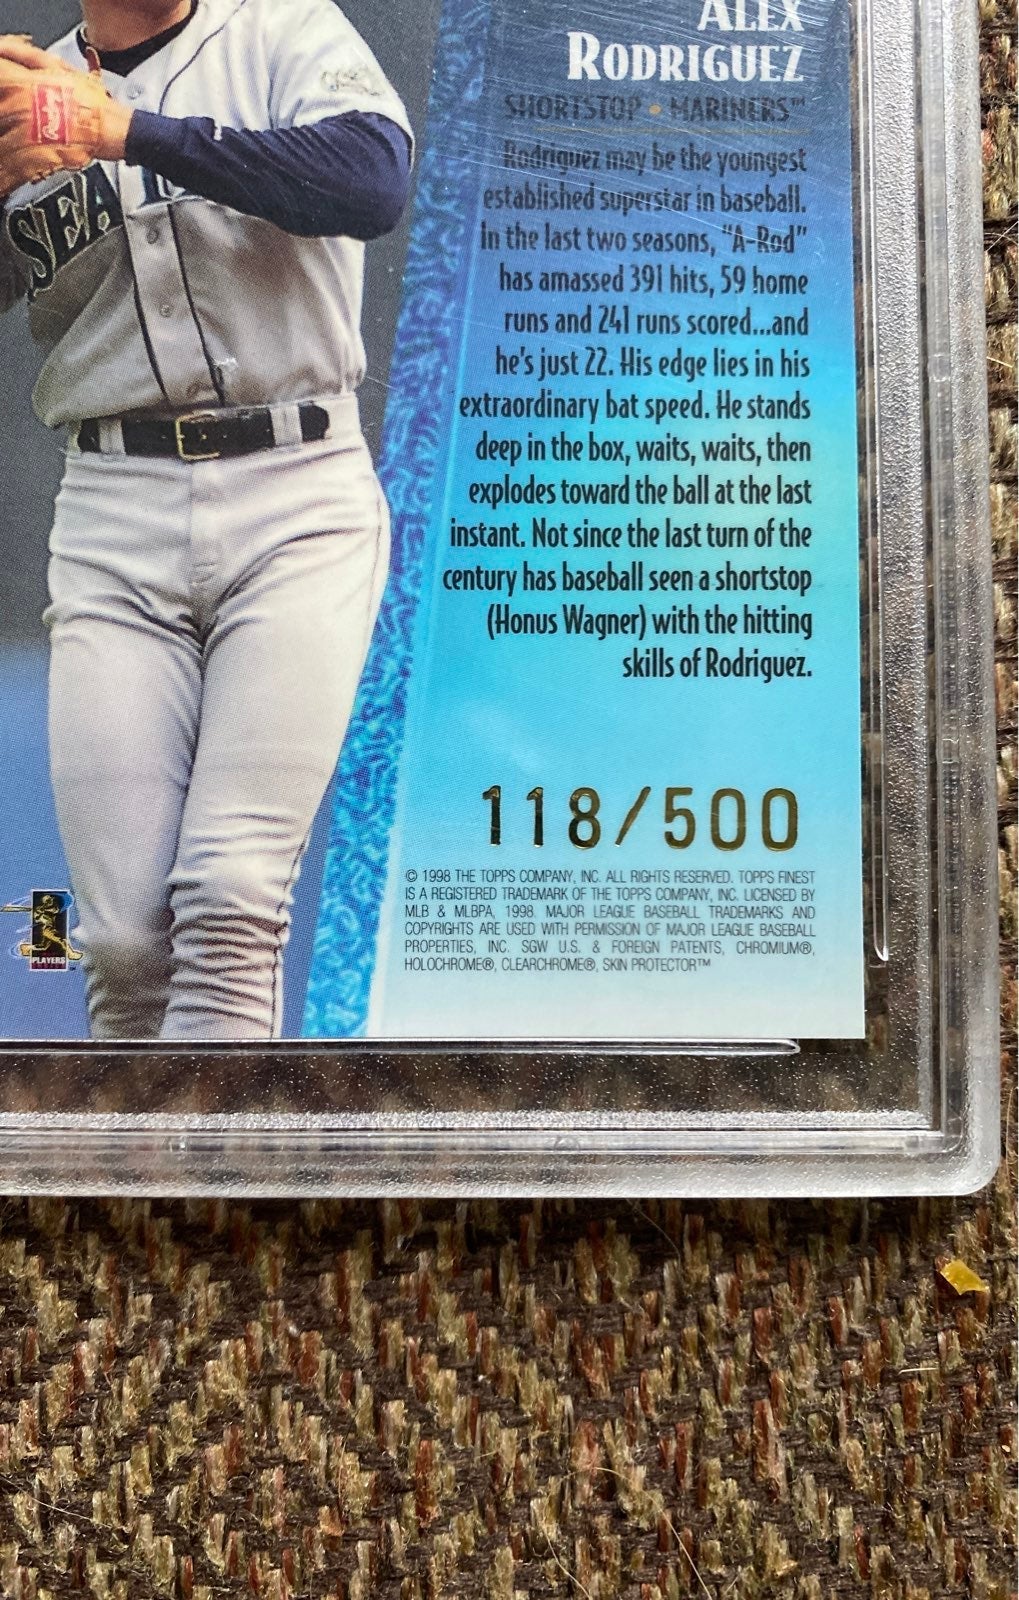 ALEX
RODRIGUEZ
SHORTSTOP • MARINERS™
Rodriguez may be the youngest
established superstar in baseball.
In the last two seasons, "A-Rod"
has amassed 391 hits, 59 home
runs and 241 runs scored...and
he's just 22. His edge lies in his
extraordinary bat speed. He stands
deep in the box, waits, waits, then
explodes toward the ball at the last
instant. Not since the last turn of the
century has baseball seen a shortstop
(Honus Wagner) with the hitting
skills of Rodriguez.
118/500
© 1998 THE TOPPS COMPANY, INC. ALL RIGHTS RESERVED. TOPPS FINEST
IS A REGISTERED TRADEMARK OF THE TOPPS COMPANY, INC. LICENSED BY
MLB & MLBPA, 1998. MAJOR LEAGUE BASEBALL TRADEMARKS AND
COPYRIGHTS ARE USED WITH PERMISSION OF MAJOR LEAGUE BASEBALL
PROPERTIES, INC. SGW U.S. & FOREIGN PATENTS, CHROMIUM®,
HOLOCHROME®, CLEARCHROME®, SKIN PROTECTOR™
Rawlings
SEA
PLAYERS